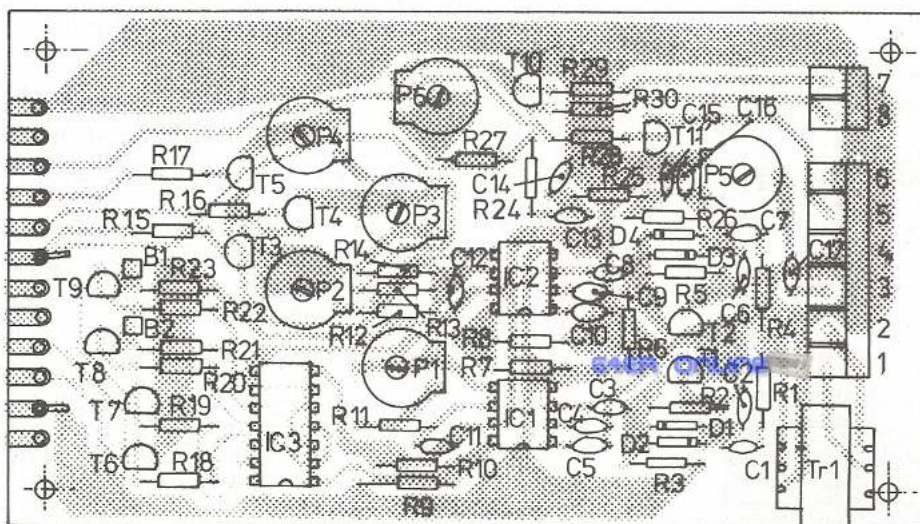 T10
R29
7
P6
R30
C15
C16
8
P4
T11
R27
R28
R17
P5
6
T5
C14
R25
R16
R24
P3
5
T4
R26
C7
R15
T3
C13
D4
R14
C12
C8
D3
4
B1
R23
IC2
C17
T9
P2
C9
R5
3
R22
C6
B2
R12
R13
C10
R4
2
R8
R6
T2
R21
T8
P1
R7
64ER ONLINE
1
R20
C2
T7
C3
R2
R1
R19
R11
IC1
C4
IC3
C11
D1
D2
T6
R18
R10
C5
C1
Tr1
R9
R3